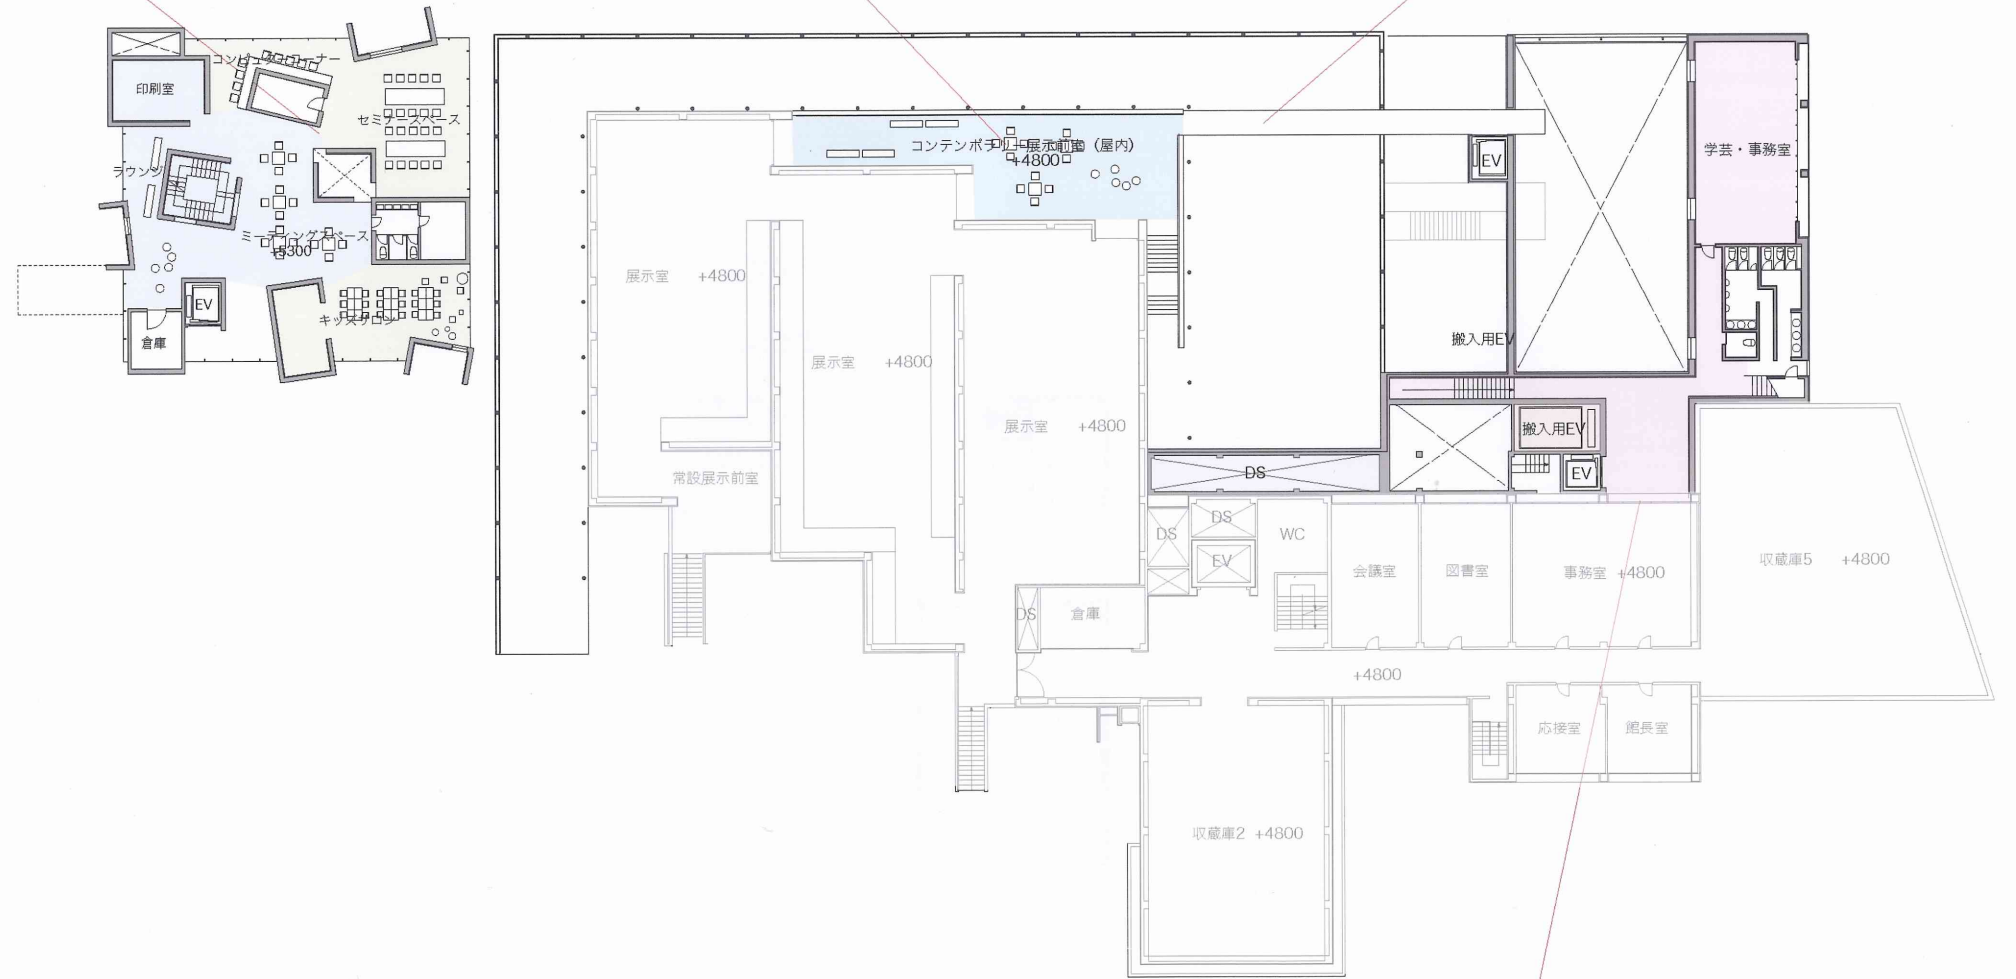 コンピュータコーナー
印刷室
セミナースペース
ラウンジ
ミーティングスペース
+5300
EV
キッズサロン
倉庫
コンテンポラリー展示前室(屋内)
+4800
展示室 +4800
展示室 +4800
展示室 +4800
常設展示前室
EV
学芸・事務室
搬入用EV
搬入用EV
EV
DS
DS
DS
EV
WC
会議室
図書室
事務室 +4800
収蔵庫5 +4800
DS
倉庫
+4800
応接室
館長室
収蔵庫2 +4800